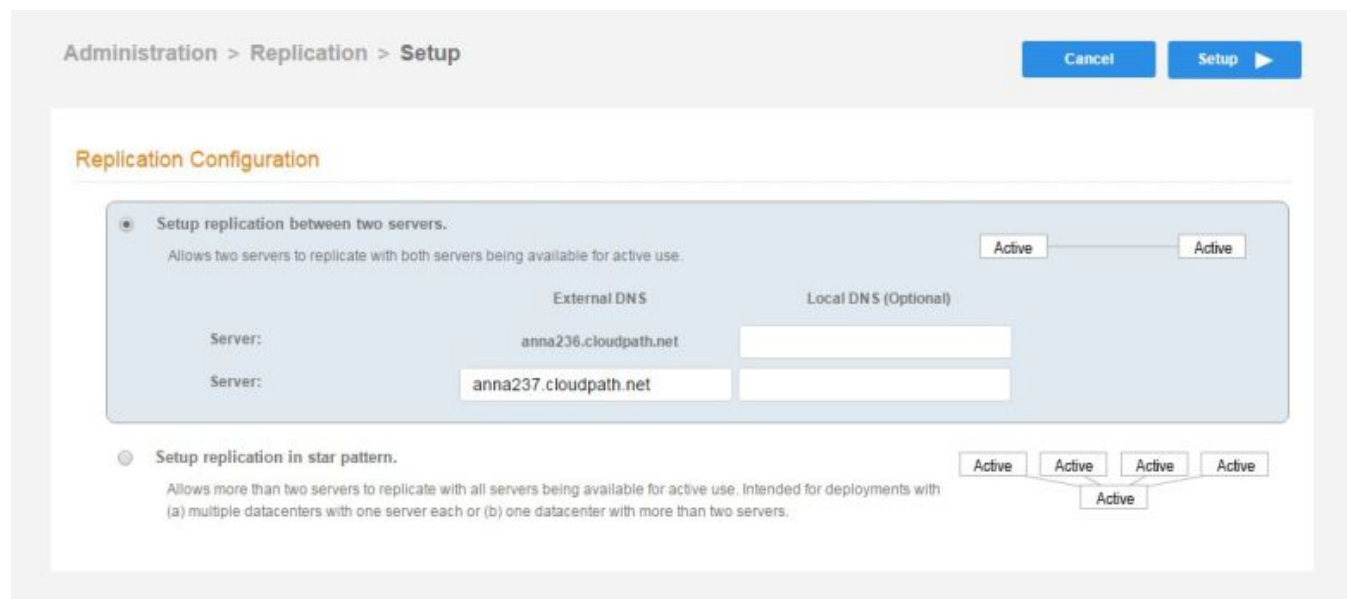 Administration > Replication > Setup
Cancel
Setup
Replication Configuration
Setup replication between two servers.
Allows two servers to replicate with both servers being available for active use.
Active
Active
External DNS
Local DNS (Optional)
Server:
anna236.cloudpath.net
Server:
anna237.cloudpath.net
Setup replication in star pattern.
Allows more than two servers to replicate with all servers being available for active use. Intended for deployments with
(a) multiple datacenters with one server each or (b) one datacenter with more than two servers.
Active
Active
Active
Active
Active